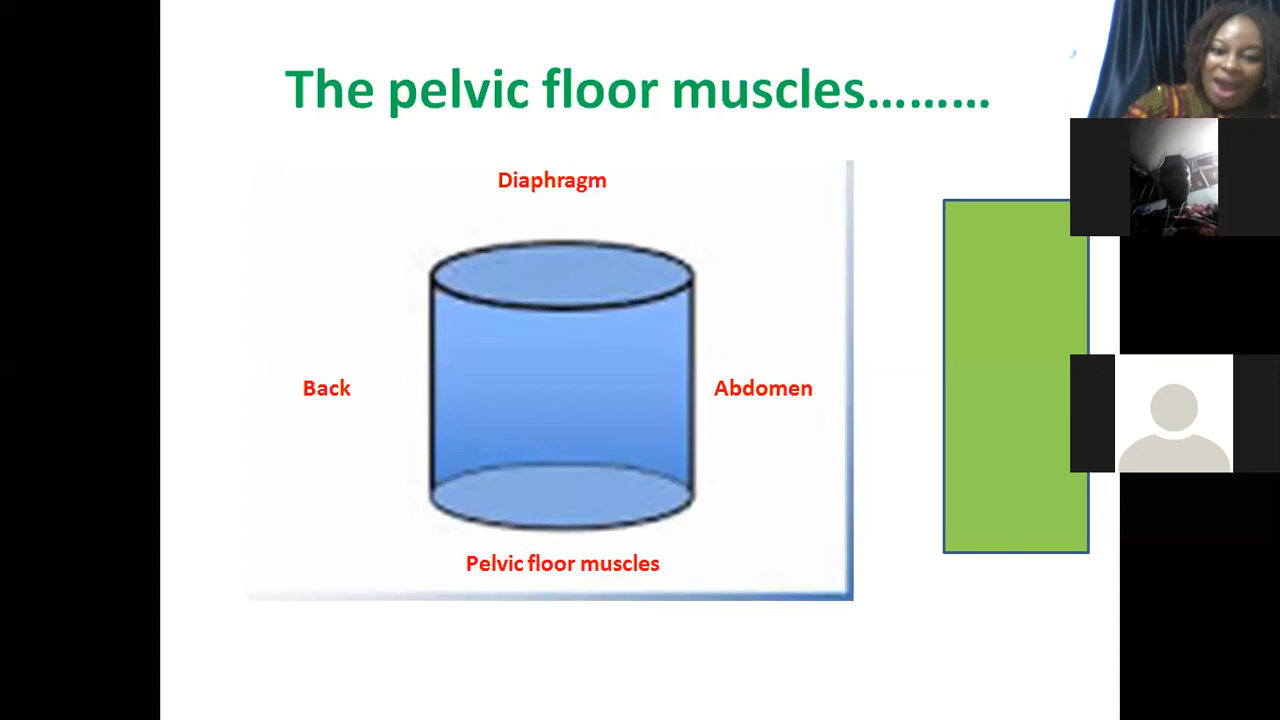 The pelvic floor muscles.........
Diaphragm
Back
Abdomen
Pelvic floor muscles